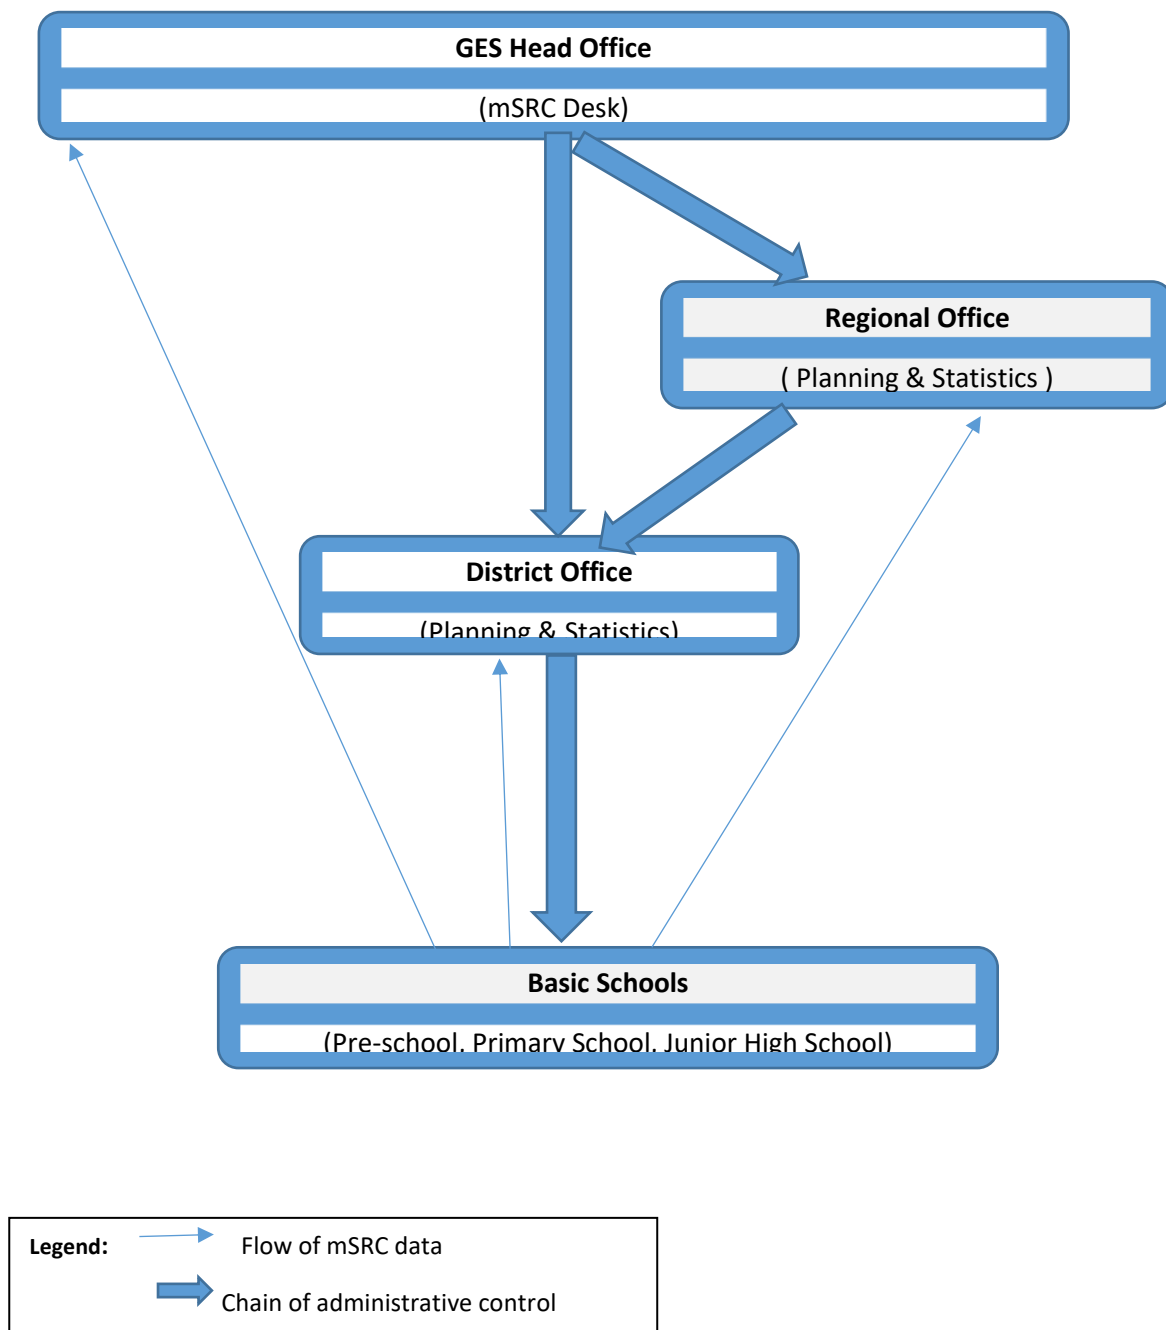 GES Head Office
(mSRC Desk)
Regional Office
( Planning & Statistics )
District Office
(Planning & Statistics)
Basic Schools
(Pre-school, Primary School, Junior High School)
Legend:
Flow of mSRC data
Chain of administrative control